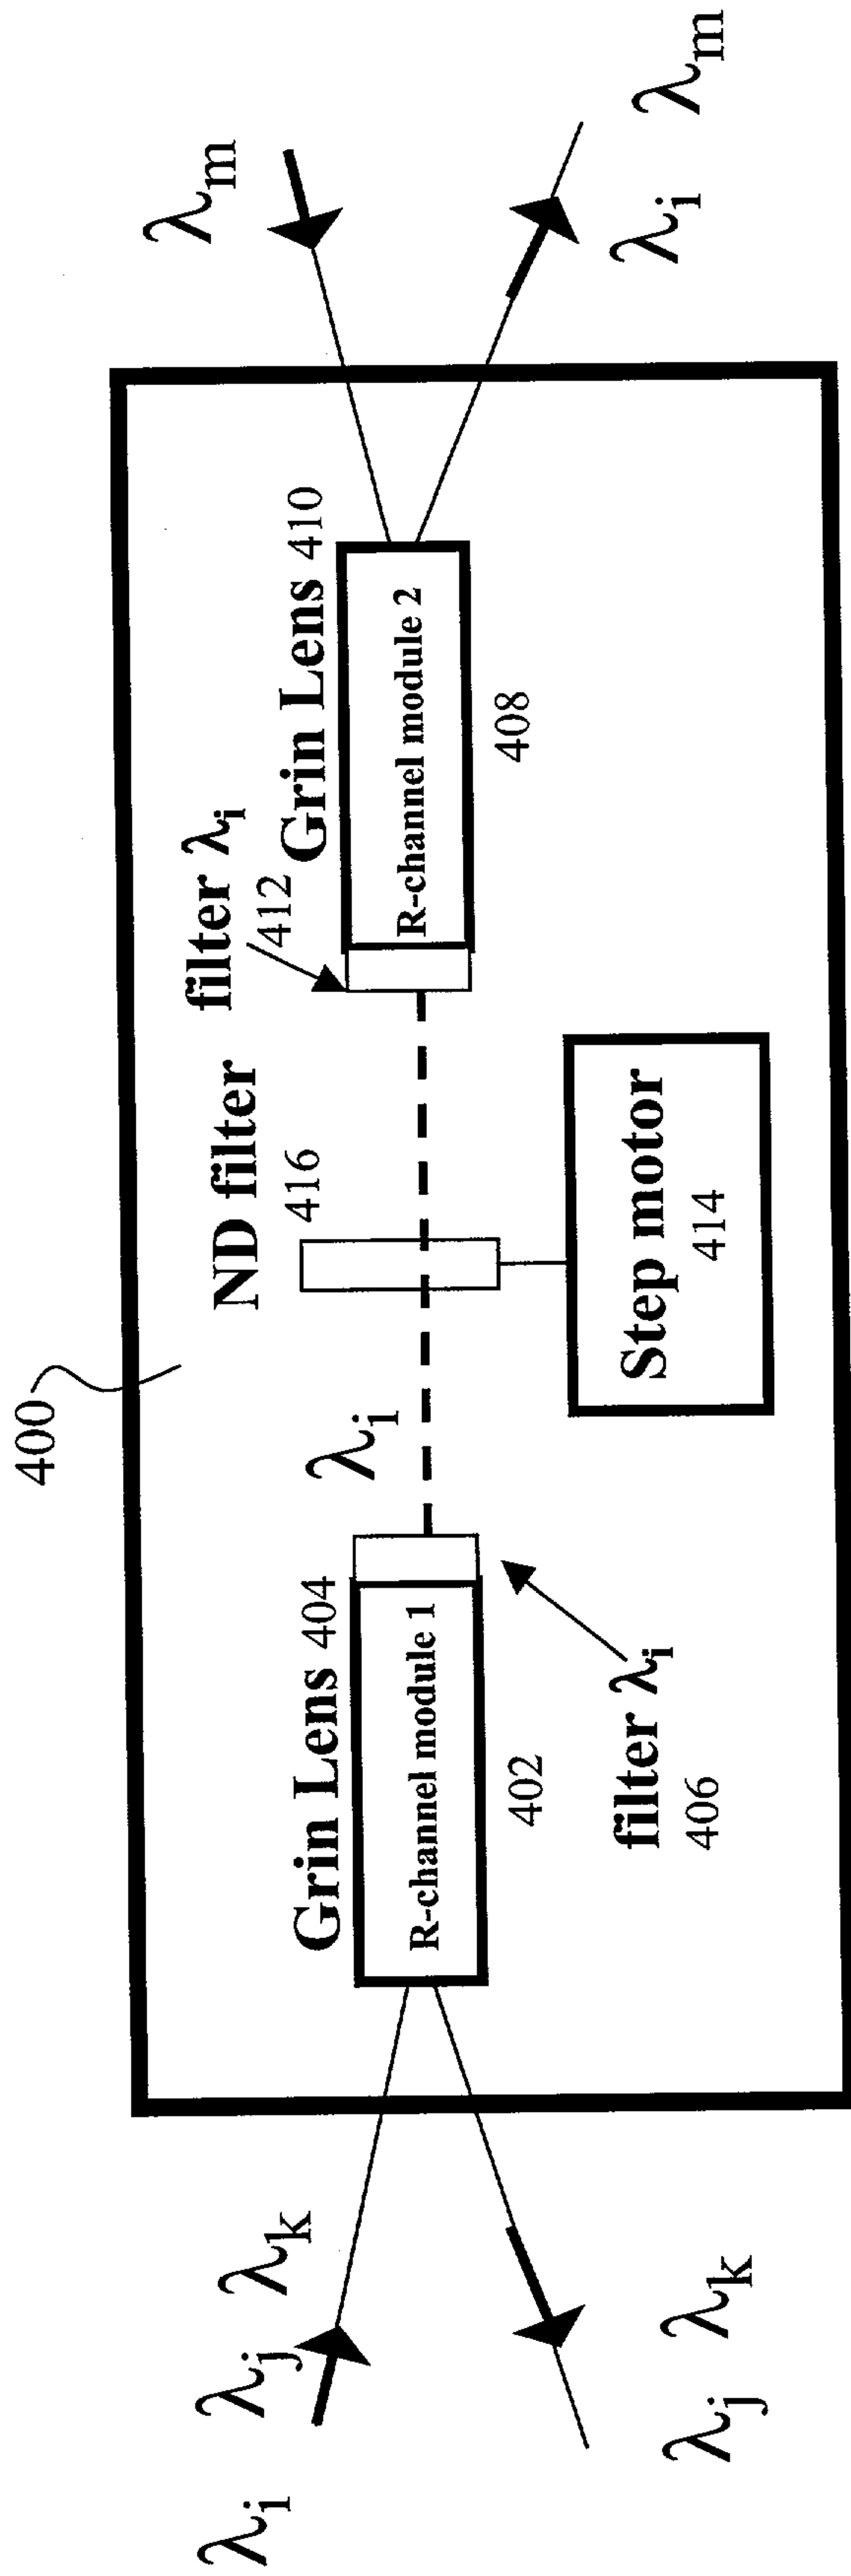 400
λi λj λk
λj λk
Grin Lens 404
R-channel module 1
402
filter λi
406
λi
ND filter
416
Step motor
414
filter λi
412
Grin Lens 410
R-channel module 2
408
λm
λi λm